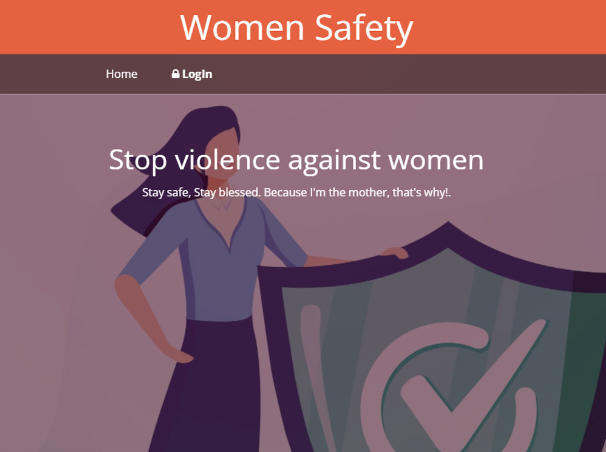 Women Safety
Home LogIn
Stop violence against women
Stay safe, Stay blessed. Because I'm the mother, that's why!.